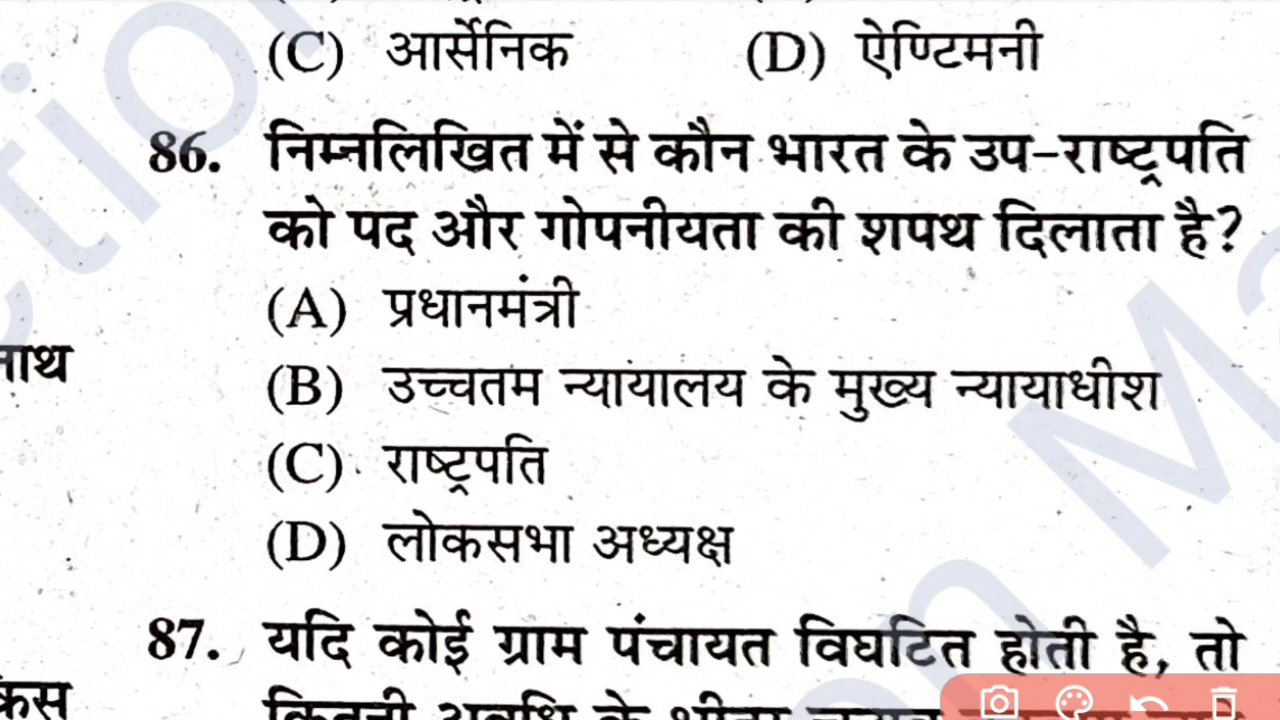 (C) आर्सेनिक (D) ऐण्टिमनी
86. निम्नलिखित में से कौन भारत के उप-राष्ट्रपति
को पद और गोपनीयता की शपथ दिलाता है?
(A) प्रधानमंत्री
नाथ
(B) उच्चतम न्यायालय के मुख्य न्यायाधीश
(C) राष्ट्रपति
(D) लोकसभा अध्यक्ष
87. यदि कोई ग्राम पंचायत विघटित होती है, तो